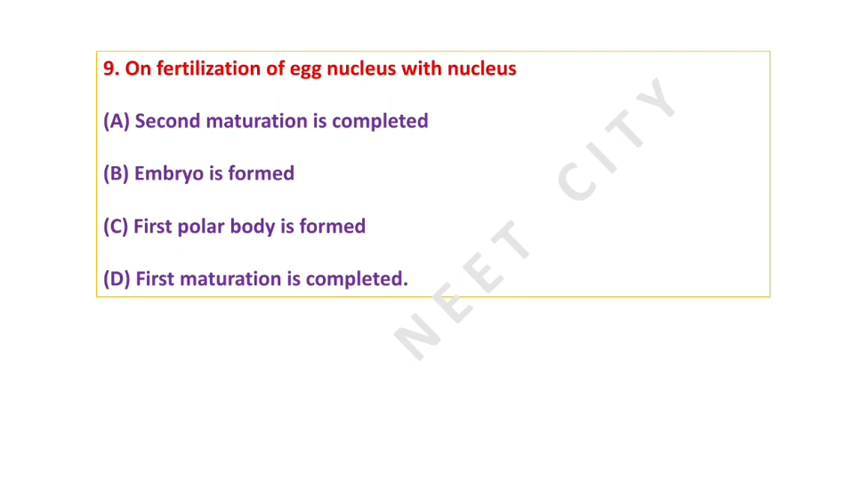 9. On fertilization of egg nucleus with nucleus
(A) Second maturation is completed
(B) Embryo is formed
(C) First polar body is formed
(D) First maturation is completed.
NEET CITY